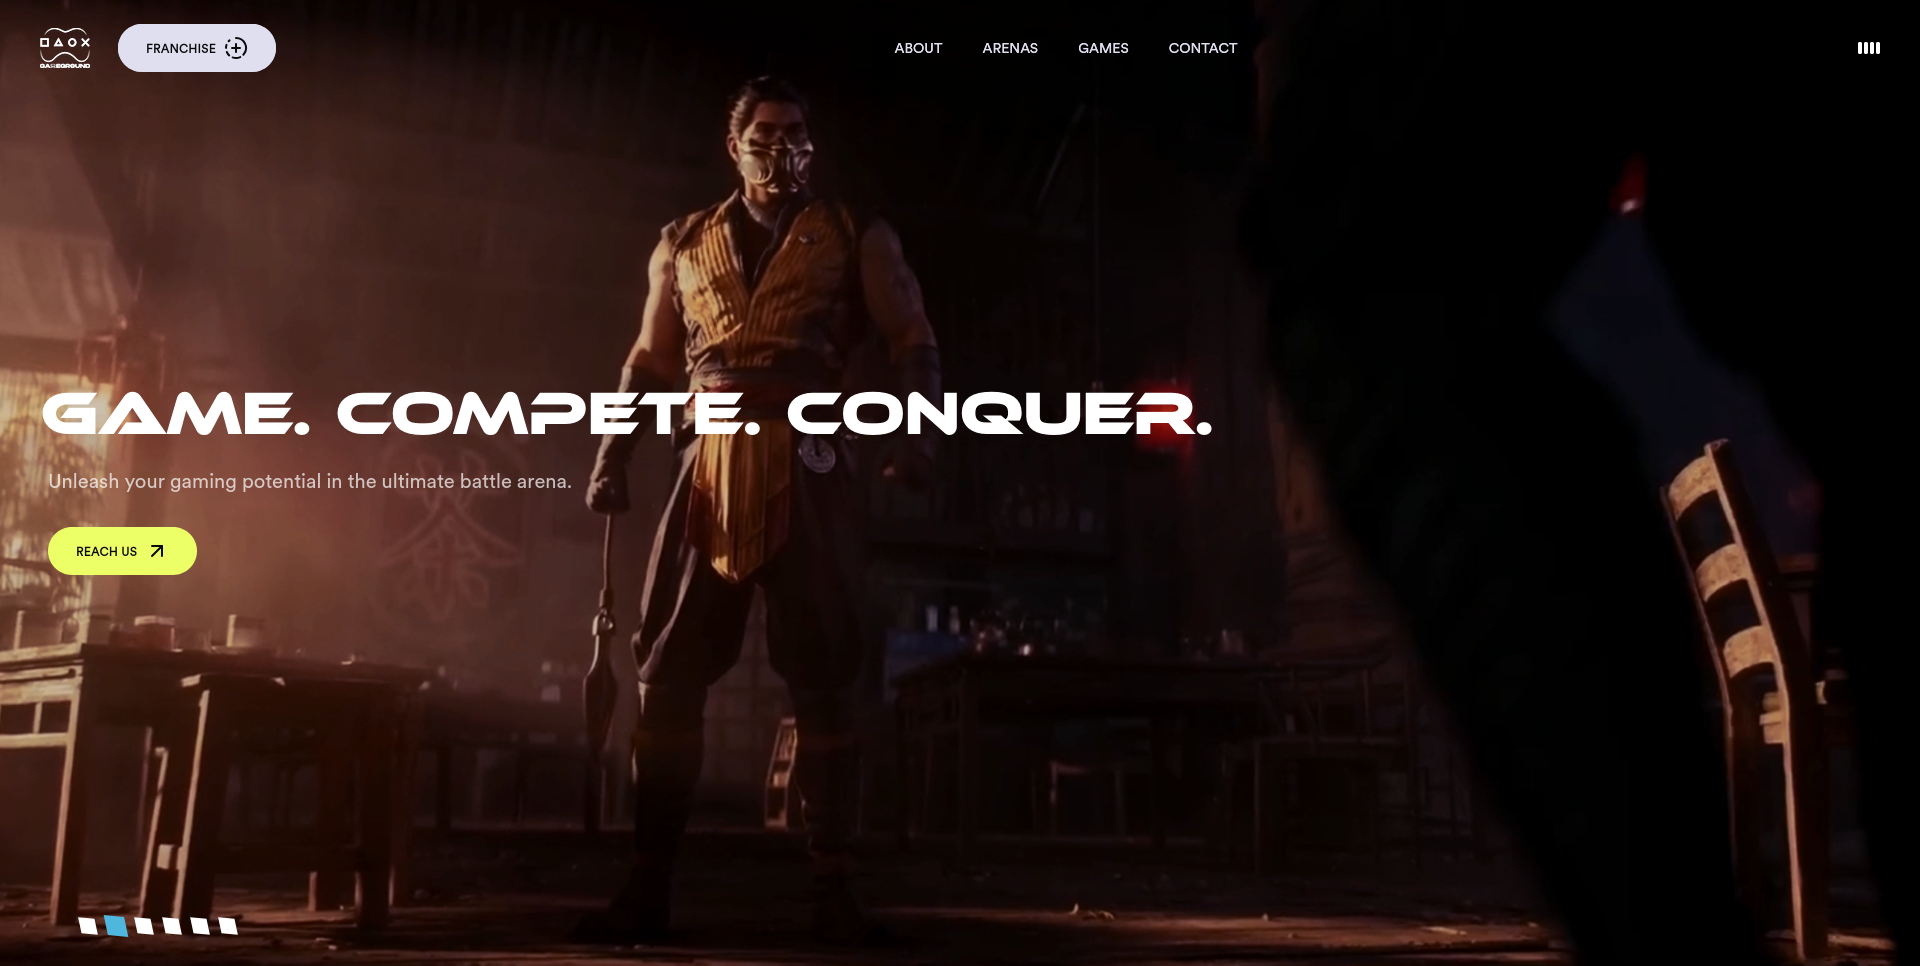 GAMEGROUND
FRANCHISE
ABOUT
ARENAS
GAMES
CONTACT
GAME. COMPETE. CONQUER.
Unleash your gaming potential in the ultimate battle arena.
REACH US